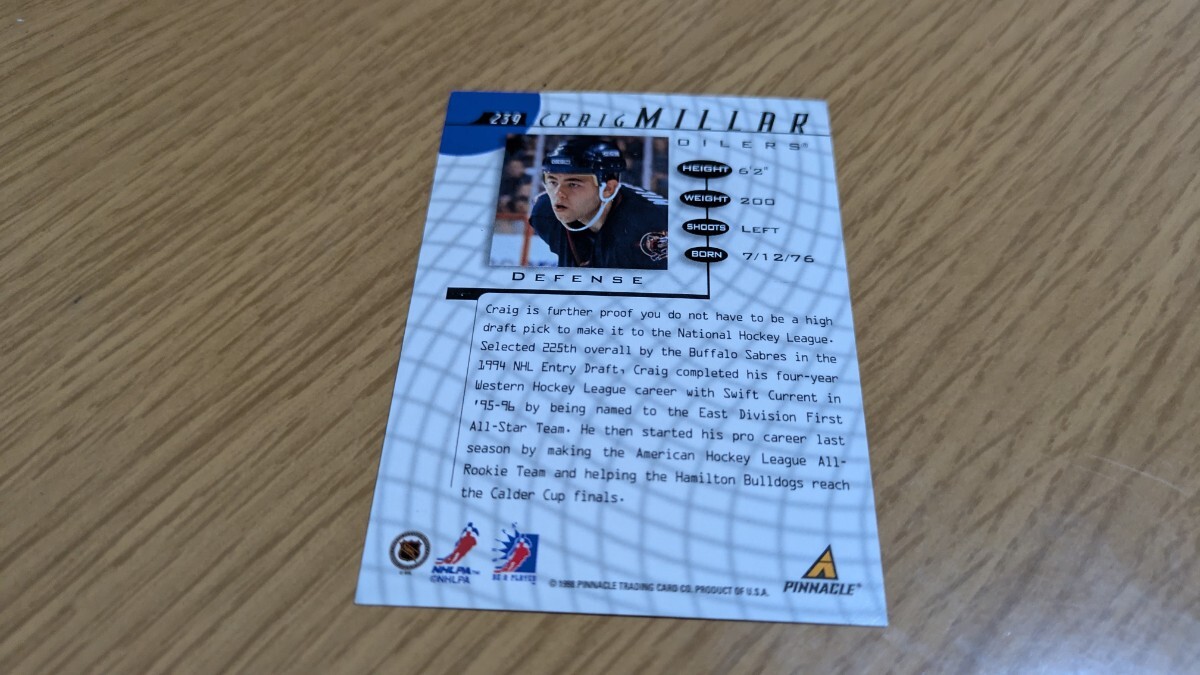 239 CRAIG MILLAR
OILERS®
HEIGHT 6'2"
WEIGHT 200
SHOOTS LEFT
BORN 7/12/76
DEFENSE
Craig is further proof you do not have to be a high
draft pick to make it to the National Hockey League.
Selected 225th overall by the Buffalo Sabres in the
1994 NHL Entry Draft, Craig completed his four-year
Western Hockey League career with Swift Current in
'95-96 by being named to the East Division First
All-Star Team. He then started his pro career last
season by making the American Hockey League All-
Rookie Team and helping the Hamilton Bulldogs reach
the Calder Cup finals.
NHLPA™
©NHLPA
BE A PLAYER
© 1998 PINNACLE TRADING CARD CO. PRODUCT OF U.S.A.
PINNACLE®